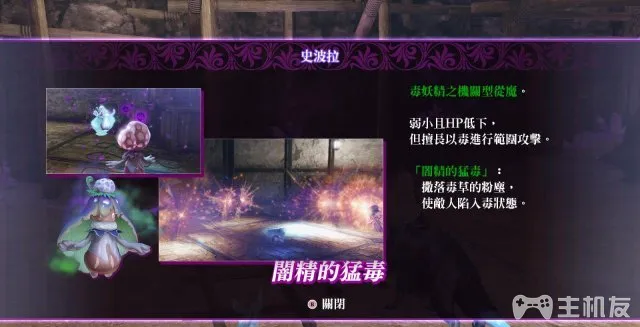 史波拉
毒妖精之機關型從魔。
弱小且HP低下，
但擅長以毒進行範圍攻擊。
「闇精的猛毒」：
撒落毒草的粉塵，
使敵人陷入毒狀態。
闇精的猛毒
關閉
主机友